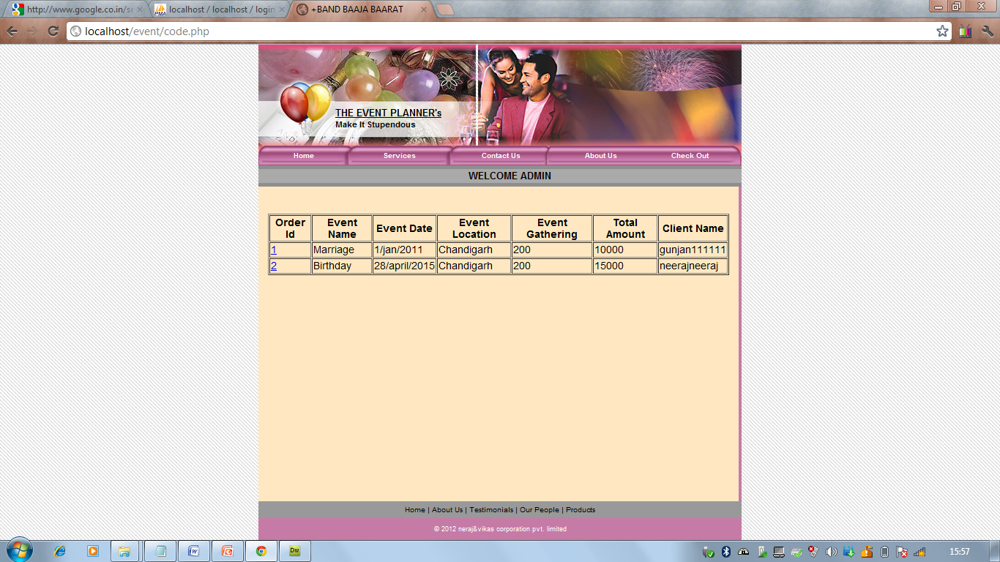 http://www.google.co.in/se
PMA localhost / localhost / login
+BAND BAAJA BAARAT
localhost/event/code.php
THE EVENT PLANNER's
Make It Stupendous
Home Services Contact Us About Us Check Out
WELCOME ADMIN
Order Id Event Name Event Date Event Location Event Gathering Total Amount Client Name
1 Marriage 1/jan/2011 Chandigarh 200 10000 gunjan111111
2 Birthday 28/april/2015 Chandigarh 200 15000 neerajneeraj
Home | About Us | Testimonials | Our People | Products
© 2012 neraj&vikas corporation pvt. limited
Dw
15:57